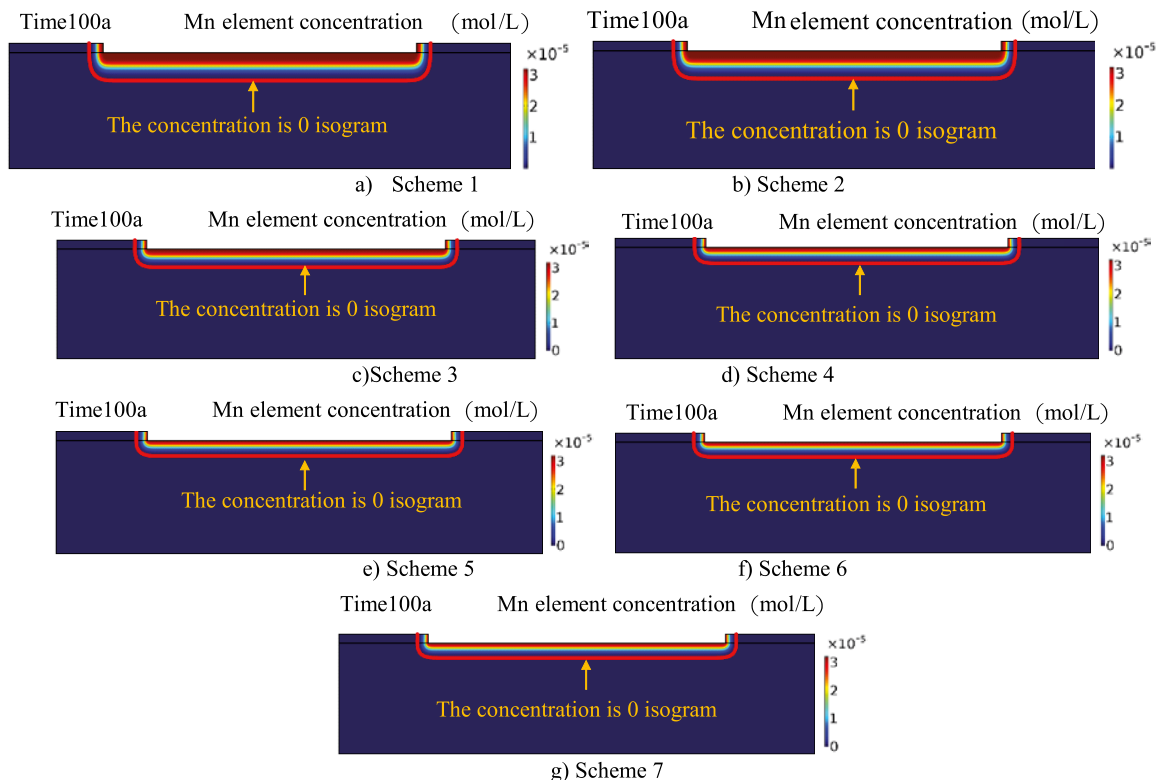 Time100a Mn element concentration (mol/L)
×10⁻⁵
3
2
1
The concentration is 0 isogram
a) Scheme 1
Time100a Mn element concentration (mol/L)
×10⁻⁵
3
2
1
The concentration is 0 isogram
b) Scheme 2
Time100a Mn element concentration (mol/L)
×10⁻⁵
3
2
1
0
The concentration is 0 isogram
c)Scheme 3
Time100a Mn element concentration (mol/L)
×10⁻⁵
3
2
1
0
The concentration is 0 isogram
d) Scheme 4
Time100a Mn element concentration (mol/L)
×10⁻⁵
3
2
1
0
The concentration is 0 isogram
e) Scheme 5
Time100a Mn element concentration (mol/L)
×10⁻⁵
3
2
1
0
The concentration is 0 isogram
f) Scheme 6
Time100a Mn element concentration (mol/L)
×10⁻⁵
3
2
1
0
The concentration is 0 isogram
g) Scheme 7